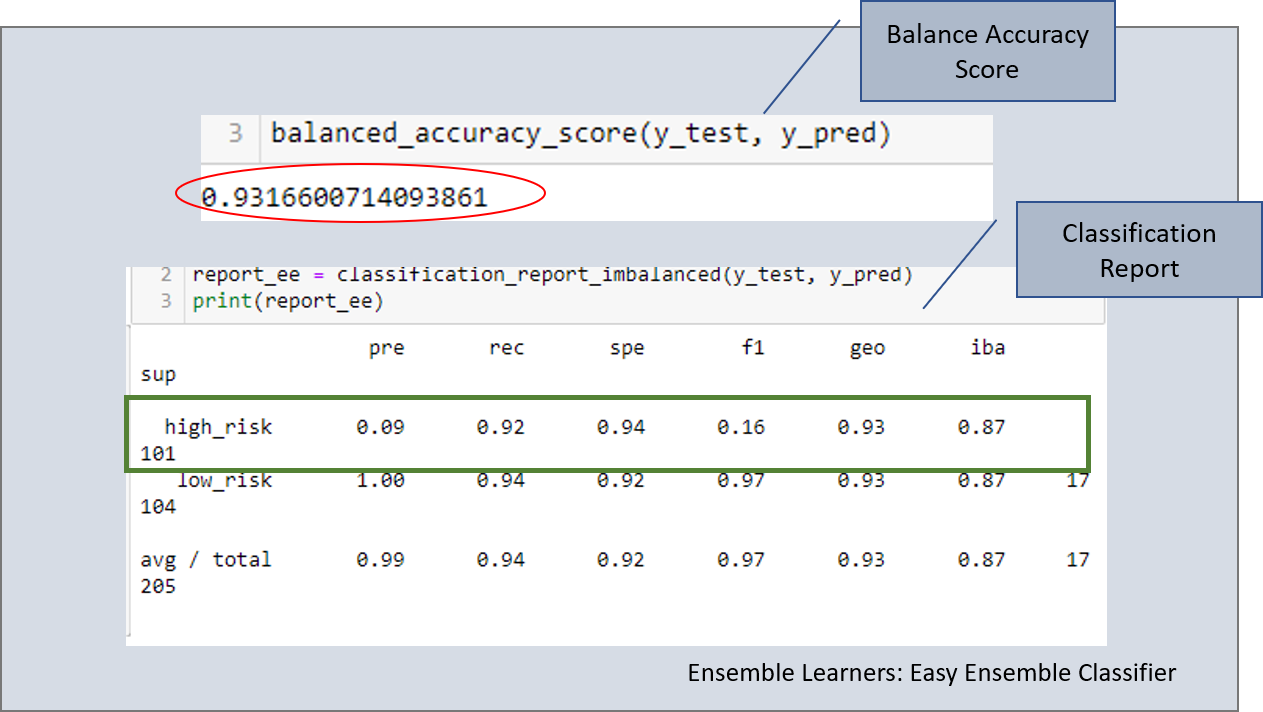 Balance Accuracy
Score
3 balanced_accuracy_score(y_test, y_pred)
0.9316600714093861
Classification
Report
2 report_ee = classification_report_imbalanced(y_test, y_pred)
3 print(report_ee)
pre rec spe f1 geo iba
sup
high_risk 0.09 0.92 0.94 0.16 0.93 0.87
101
low_risk 1.00 0.94 0.92 0.97 0.93 0.87 17
104
avg / total 0.99 0.94 0.92 0.97 0.93 0.87 17
205
Ensemble Learners: Easy Ensemble Classifier